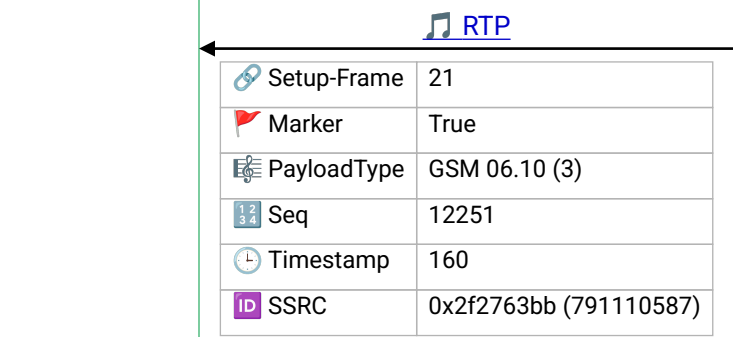 🎵 RTP
🔗 Setup-Frame 21
🚩 Marker True
🎼 PayloadType GSM 06.10 (3)
🔢 Seq 12251
🕒 Timestamp 160
🆔 SSRC 0x2f2763bb (791110587)